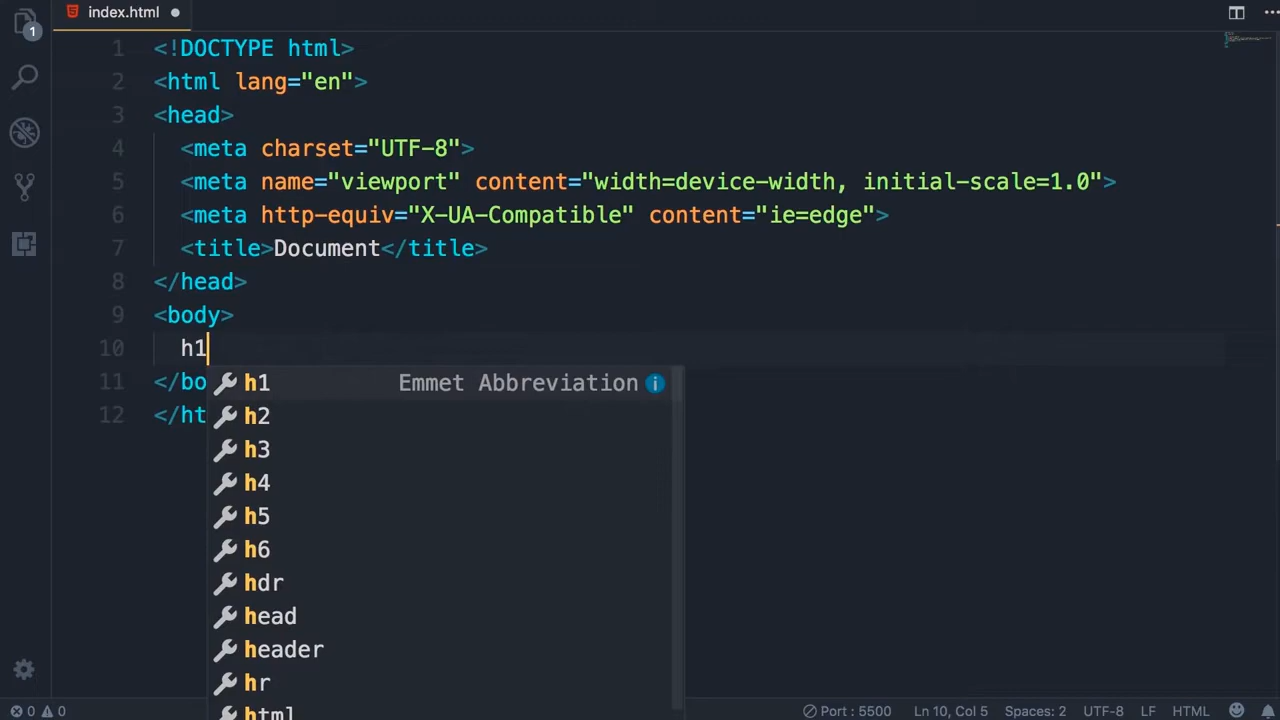 index.html
1
1 <!DOCTYPE html>
2 <html lang="en">
3 <head>
4 <meta charset="UTF-8">
5 <meta name="viewport" content="width=device-width, initial-scale=1.0">
6 <meta http-equiv="X-UA-Compatible" content="ie=edge">
7 <title>Document</title>
8 </head>
9 <body>
10 h1
11 </bo
12 </ht
h1 Emmet Abbreviation
h2
h3
h4
h5
h6
hdr
head
header
hr
html
0 0 Port : 5500 Ln 10, Col 5 Spaces: 2 UTF-8 LF HTML